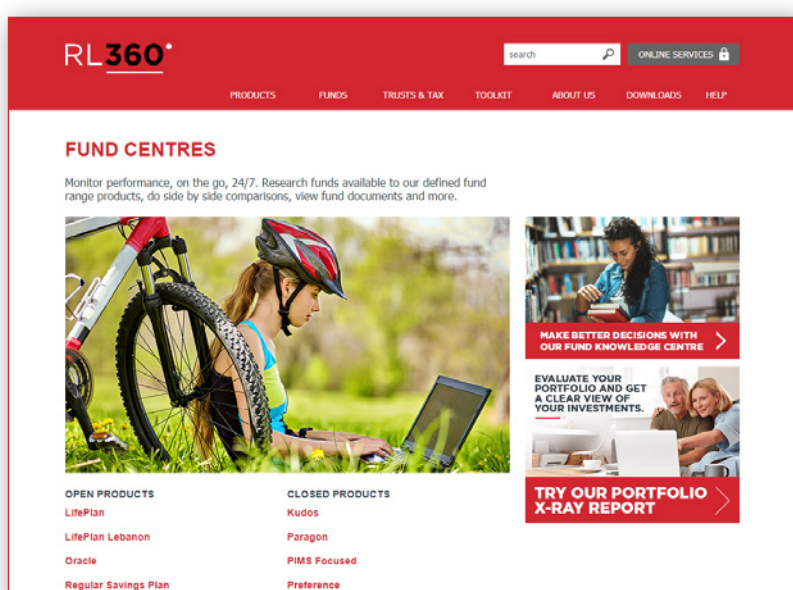 RL360°
search
ONLINE SERVICES
PRODUCTS FUNDS TRUSTS & TAX TOOLKIT ABOUT US DOWNLOADS HELP
FUND CENTRES
Monitor performance, on the go, 24/7. Research funds available to our defined fund
range products, do side by side comparisons, view fund documents and more.
MAKE BETTER DECISIONS WITH
OUR FUND KNOWLEDGE CENTRE
EVALUATE YOUR
PORTFOLIO AND GET
A CLEAR VIEW OF
YOUR INVESTMENTS.
TRY OUR PORTFOLIO
X-RAY REPORT
OPEN PRODUCTS
LifePlan
LifePlan Lebanon
Oracle
Regular Savings Plan
CLOSED PRODUCTS
Kudos
Paragon
PIMS Focused
Preference